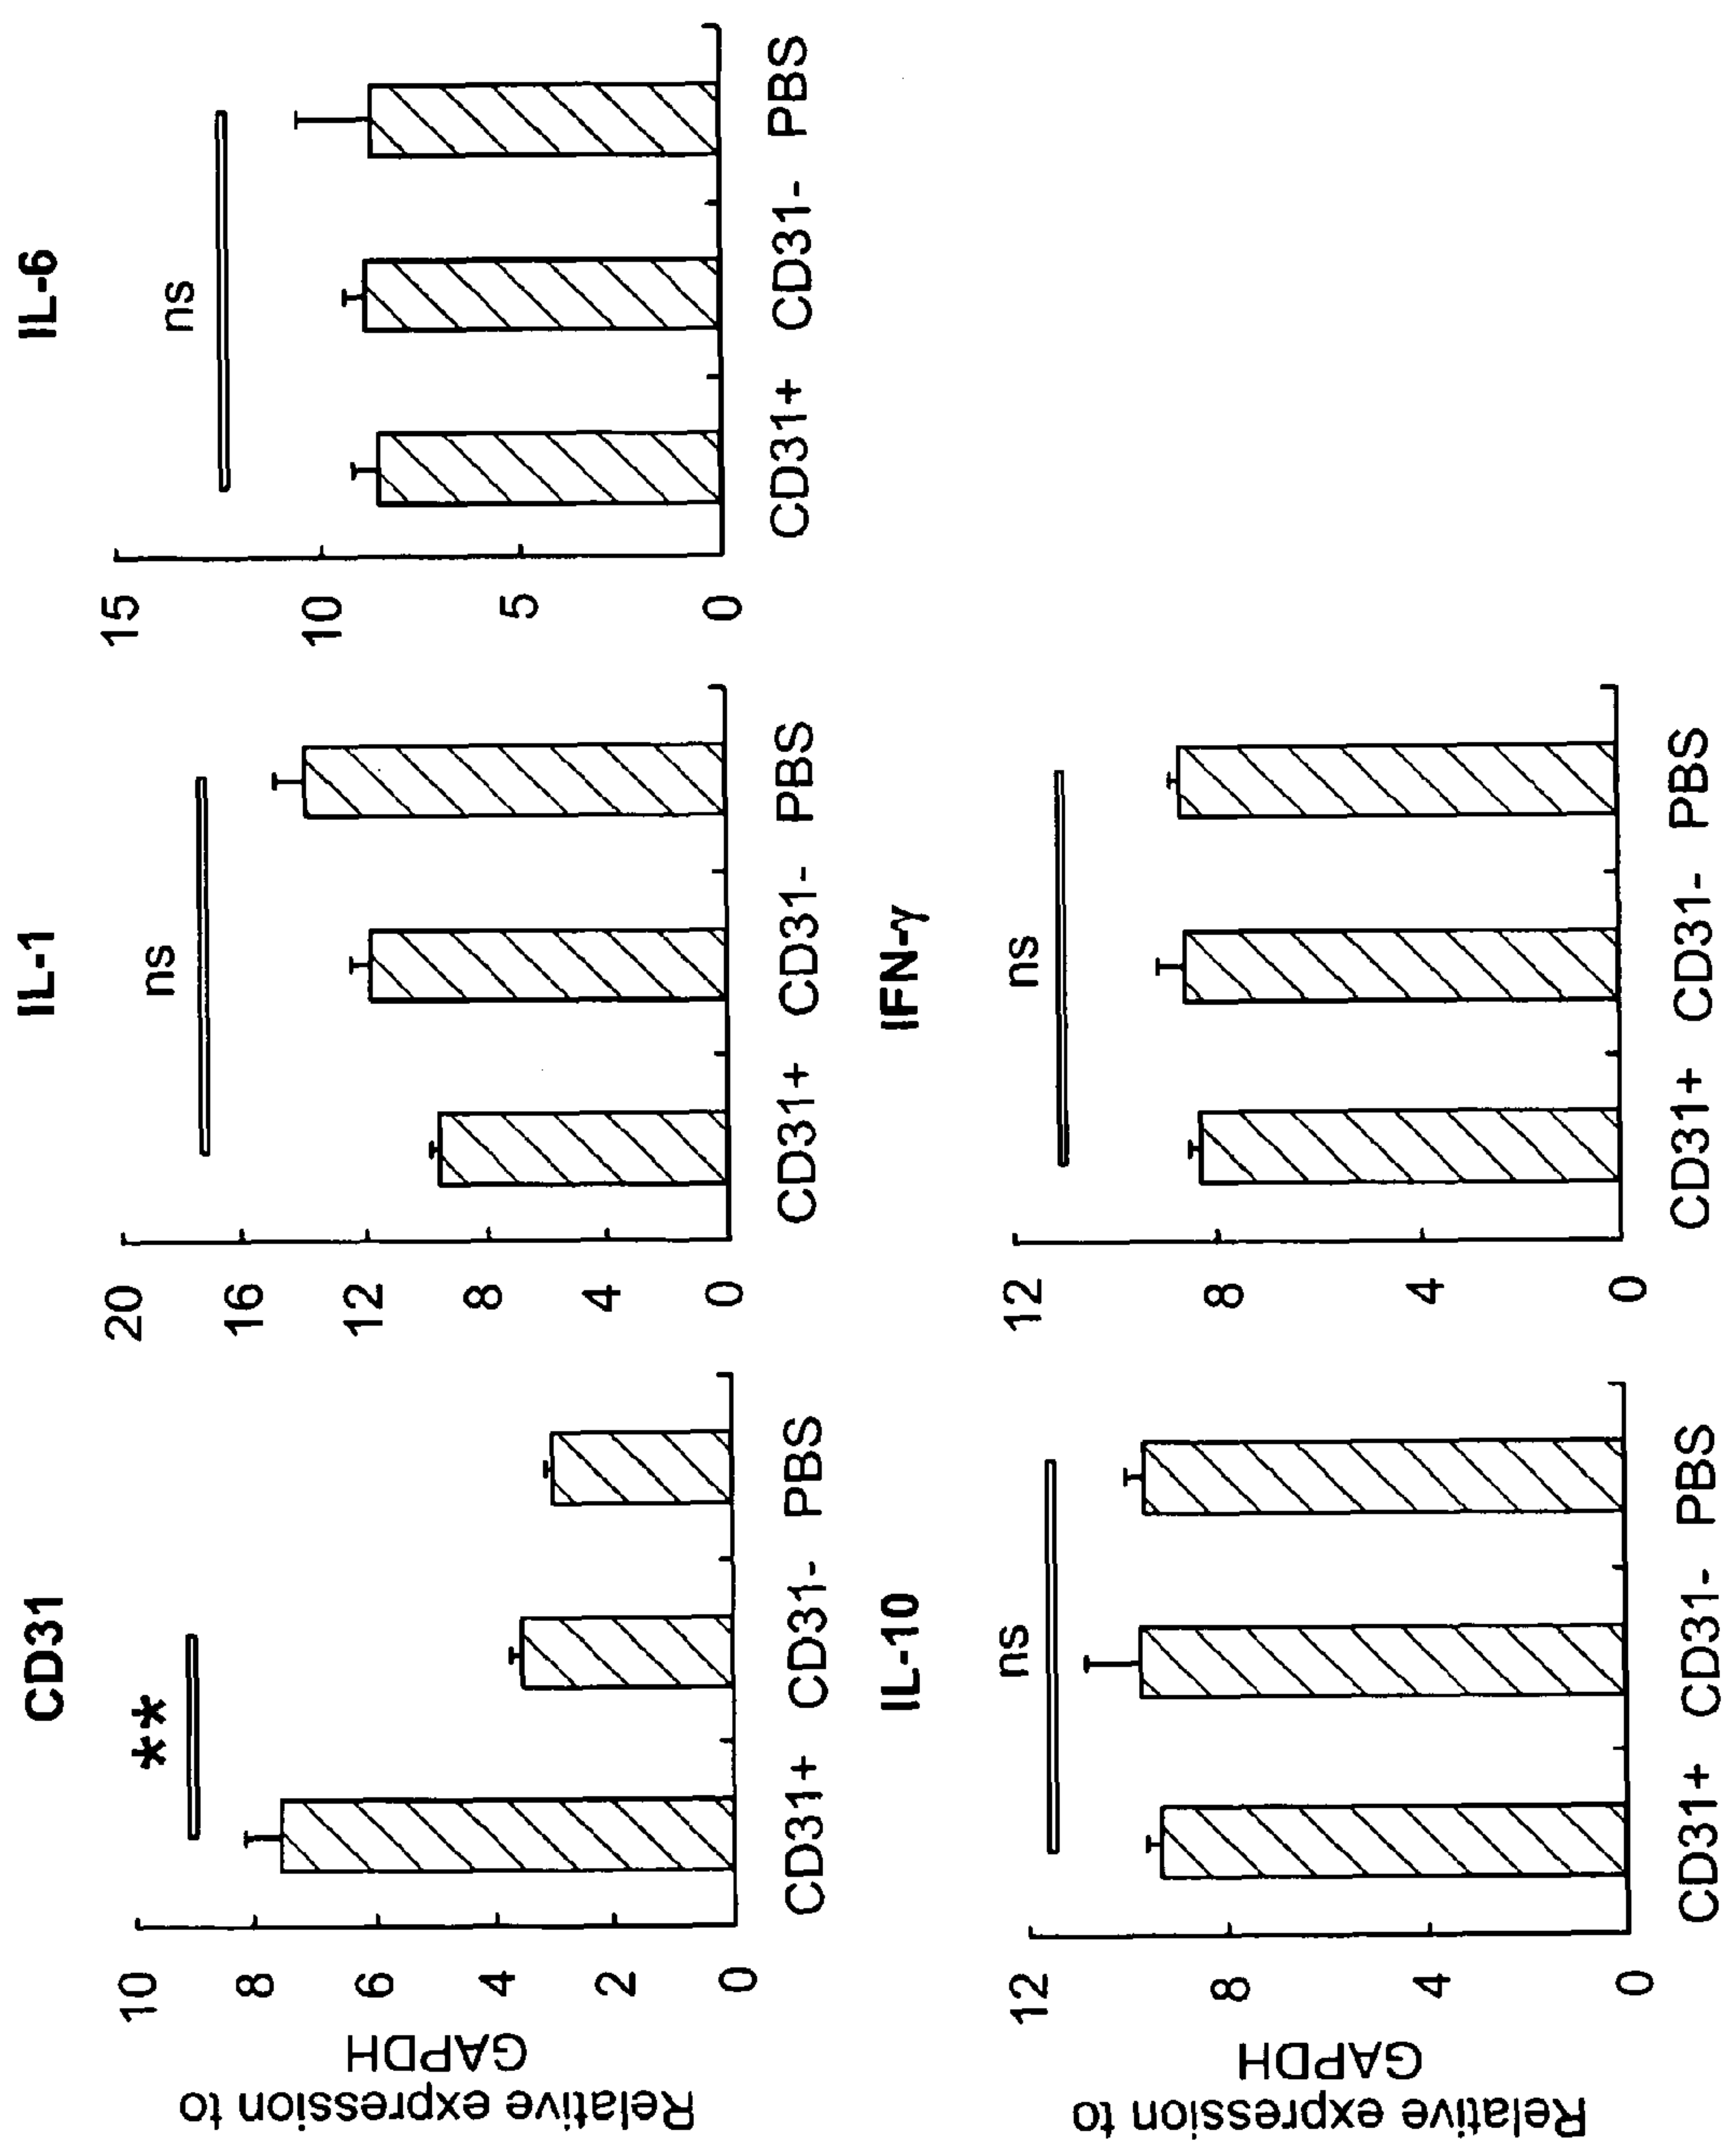 CD31
Relative expression to
GAPDH
10
8
6
4
2
0
**
CD31+ CD31- PBS
IL-1
20
16
12
8
4
0
ns
CD31+ CD31- PBS
IL-6
15
10
5
0
ns
CD31+ CD31- PBS
IL-10
Relative expression to
GAPDH
12
8
4
0
ns
CD31+ CD31- PBS
IFN-γ
12
8
4
0
ns
CD31+ CD31- PBS